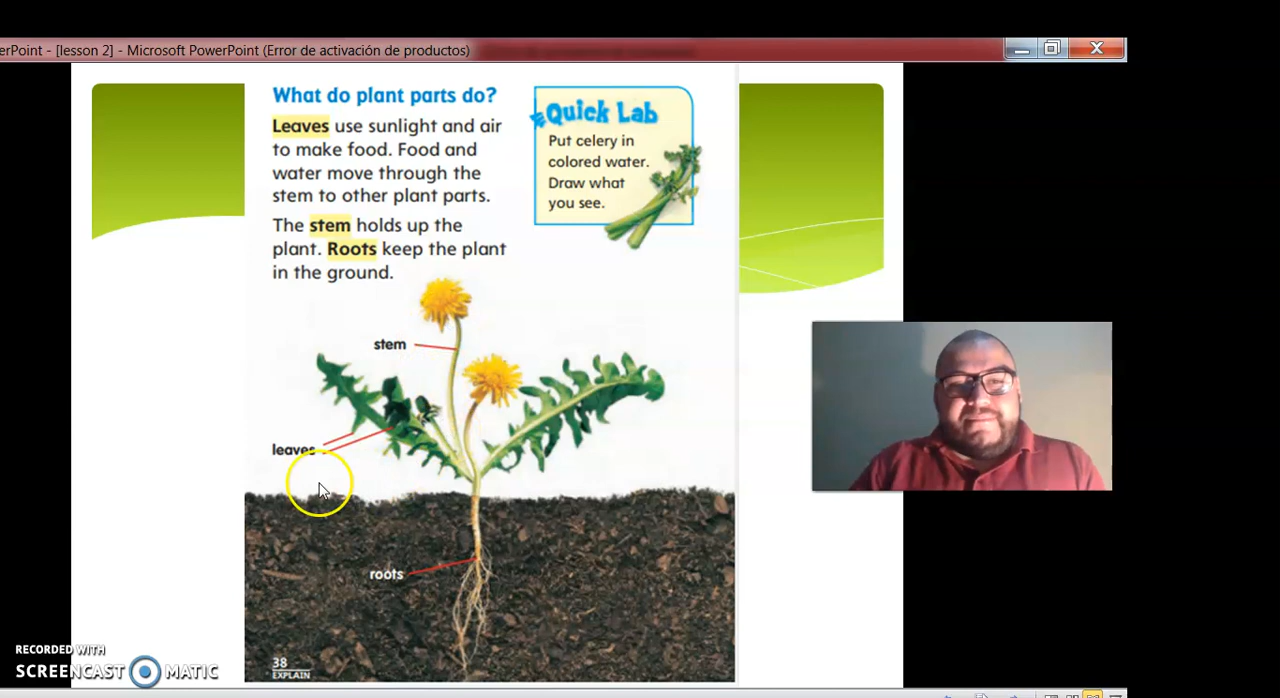 erPoint - [lesson 2] - Microsoft PowerPoint (Error de activación de productos)
What do plant parts do?
Leaves use sunlight and air
to make food. Food and
water move through the
stem to other plant parts.
The stem holds up the
plant. Roots keep the plant
in the ground.
Quick Lab
Put celery in
colored water.
Draw what
you see.
stem
leaves
roots
38
EXPLAIN
RECORDED WITH
SCREENCAST MATIC